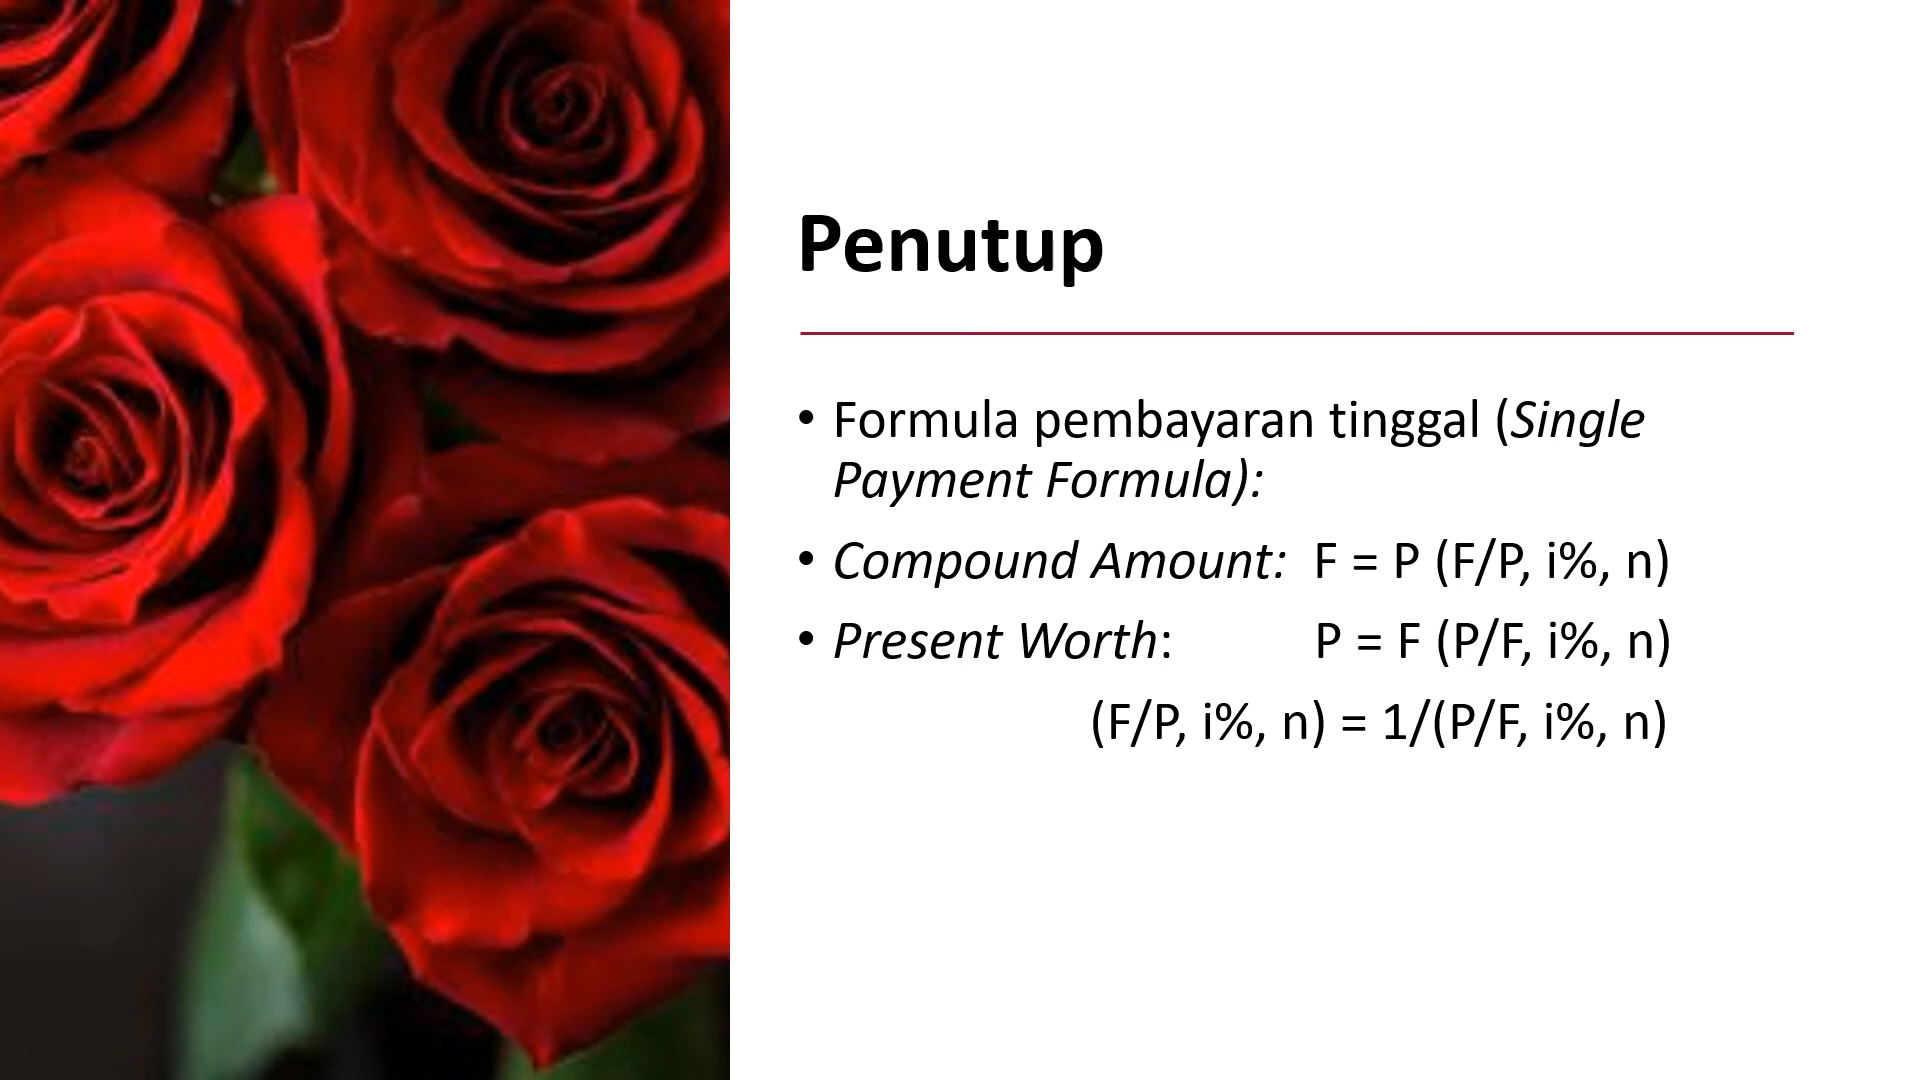 Penutup
• Formula pembayaran tinggal (Single
Payment Formula):
• Compound Amount: F = P (F/P, i%, n)
• Present Worth: P = F (P/F, i%, n)
(F/P, i%, n) = 1/(P/F, i%, n)